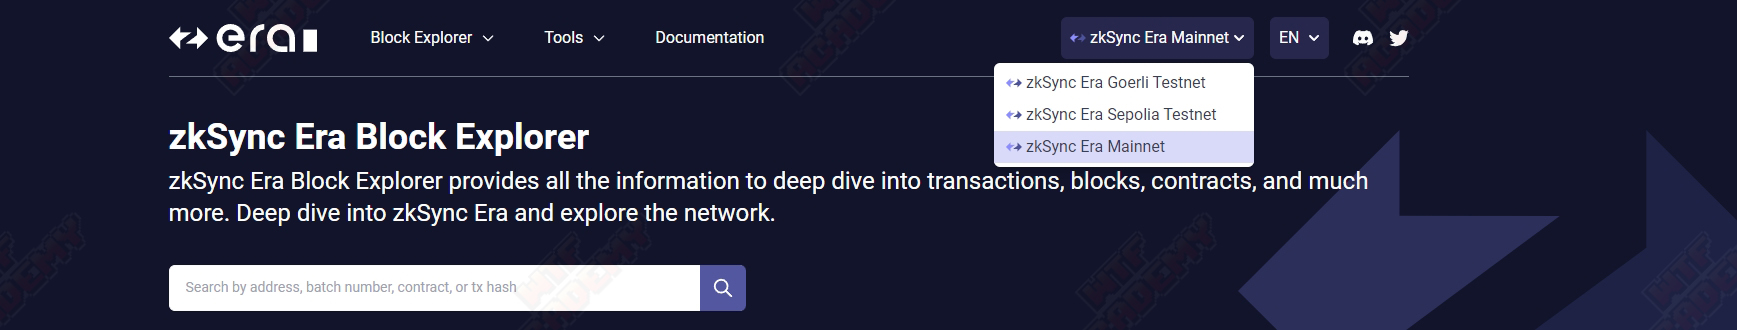 era
Block Explorer
Tools
Documentation
zkSync Era Mainnet
EN
zkSync Era Goerli Testnet
zkSync Era Sepolia Testnet
zkSync Era Mainnet
zkSync Era Block Explorer
zkSync Era Block Explorer provides all the information to deep dive into transactions, blocks, contracts, and much
more. Deep dive into zkSync Era and explore the network.
Search by address, batch number, contract, or tx hash